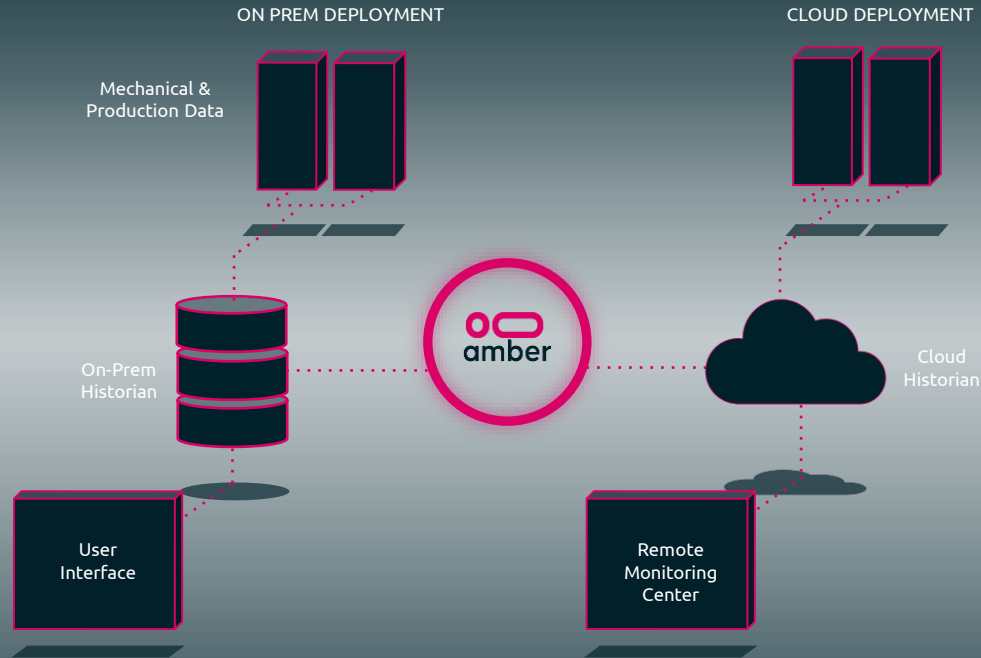 ON PREM DEPLOYMENT
CLOUD DEPLOYMENT
Mechanical &
Production Data
amber
On-Prem
Historian
Cloud
Historian
User
Interface
Remote
Monitoring
Center